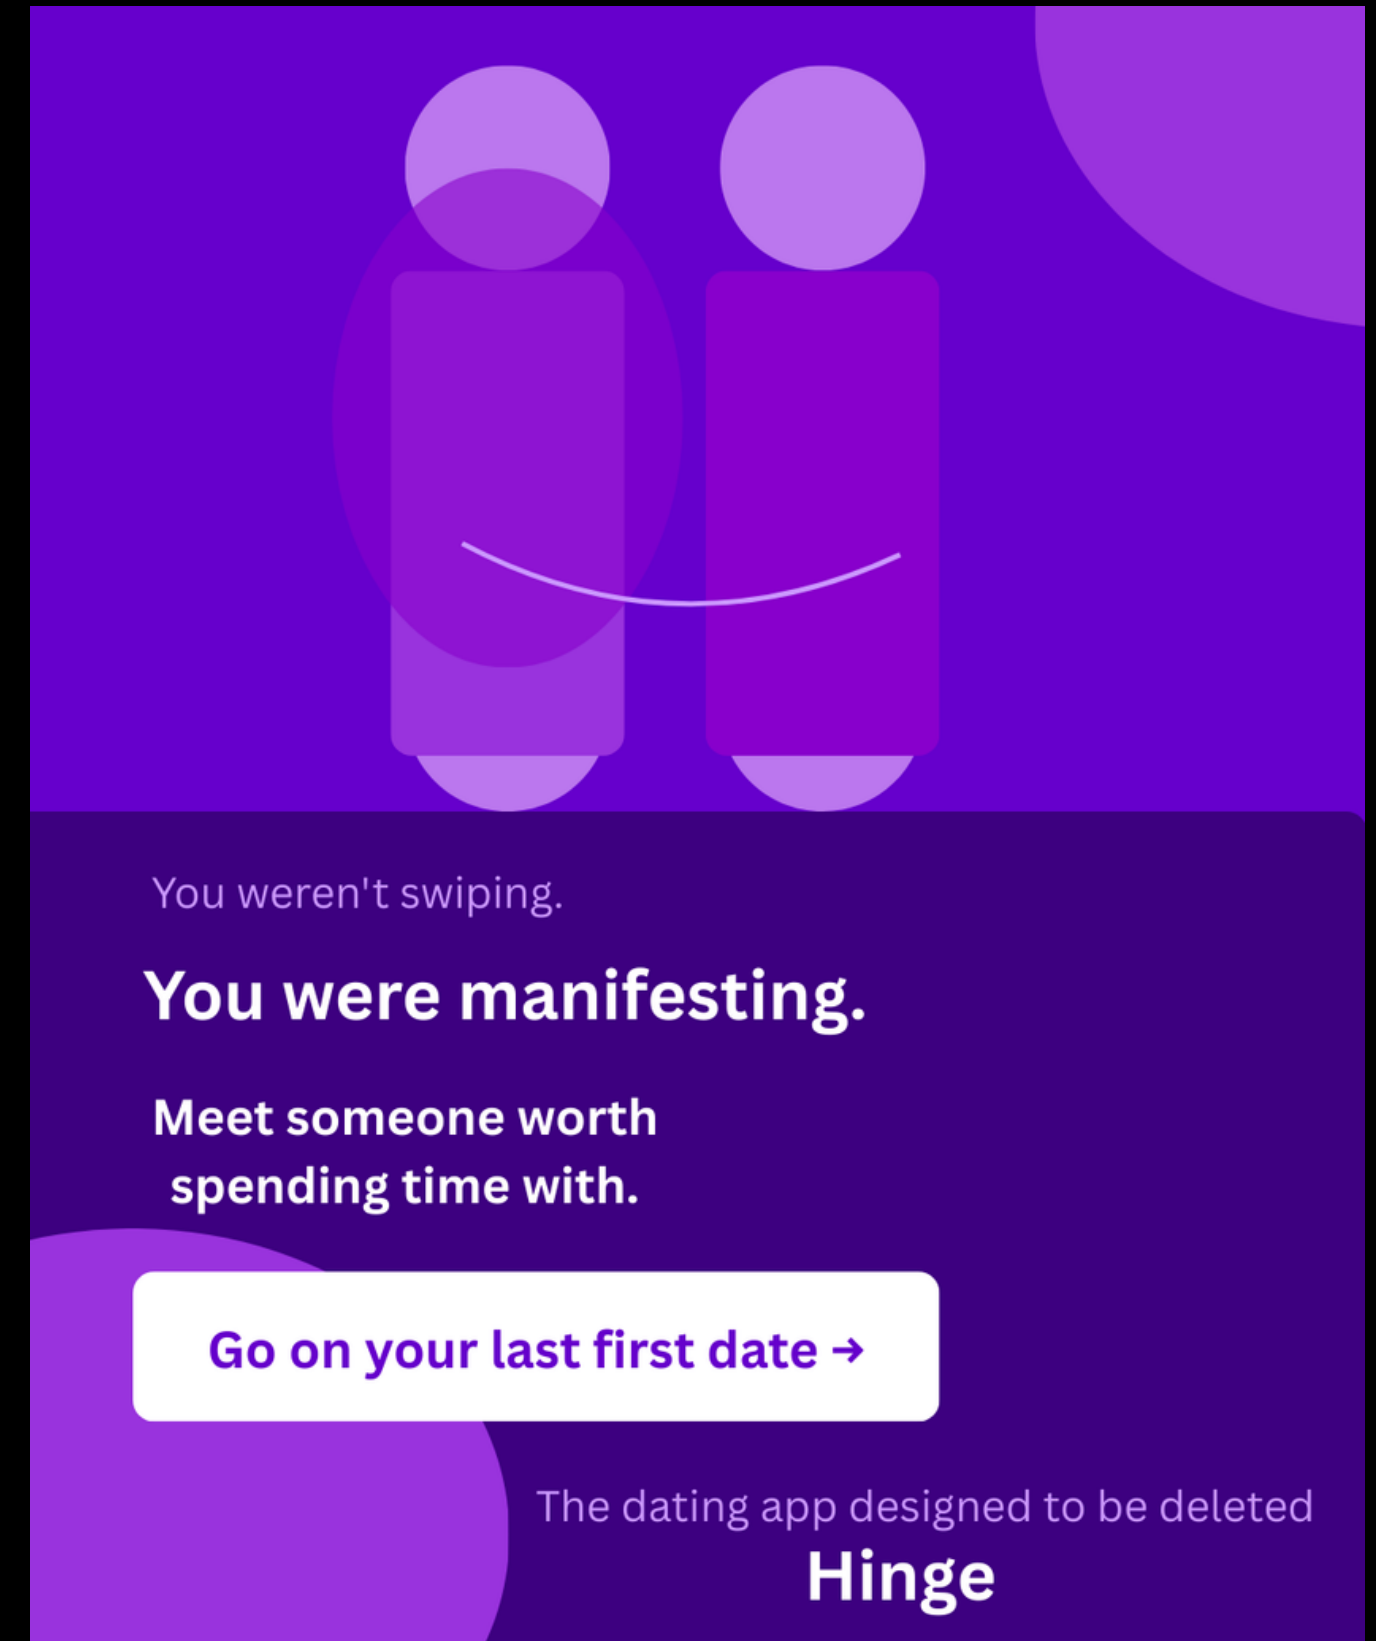 You weren't swiping.
You were manifesting.
Meet someone worth
spending time with.
Go on your last first date →
The dating app designed to be deleted
Hinge